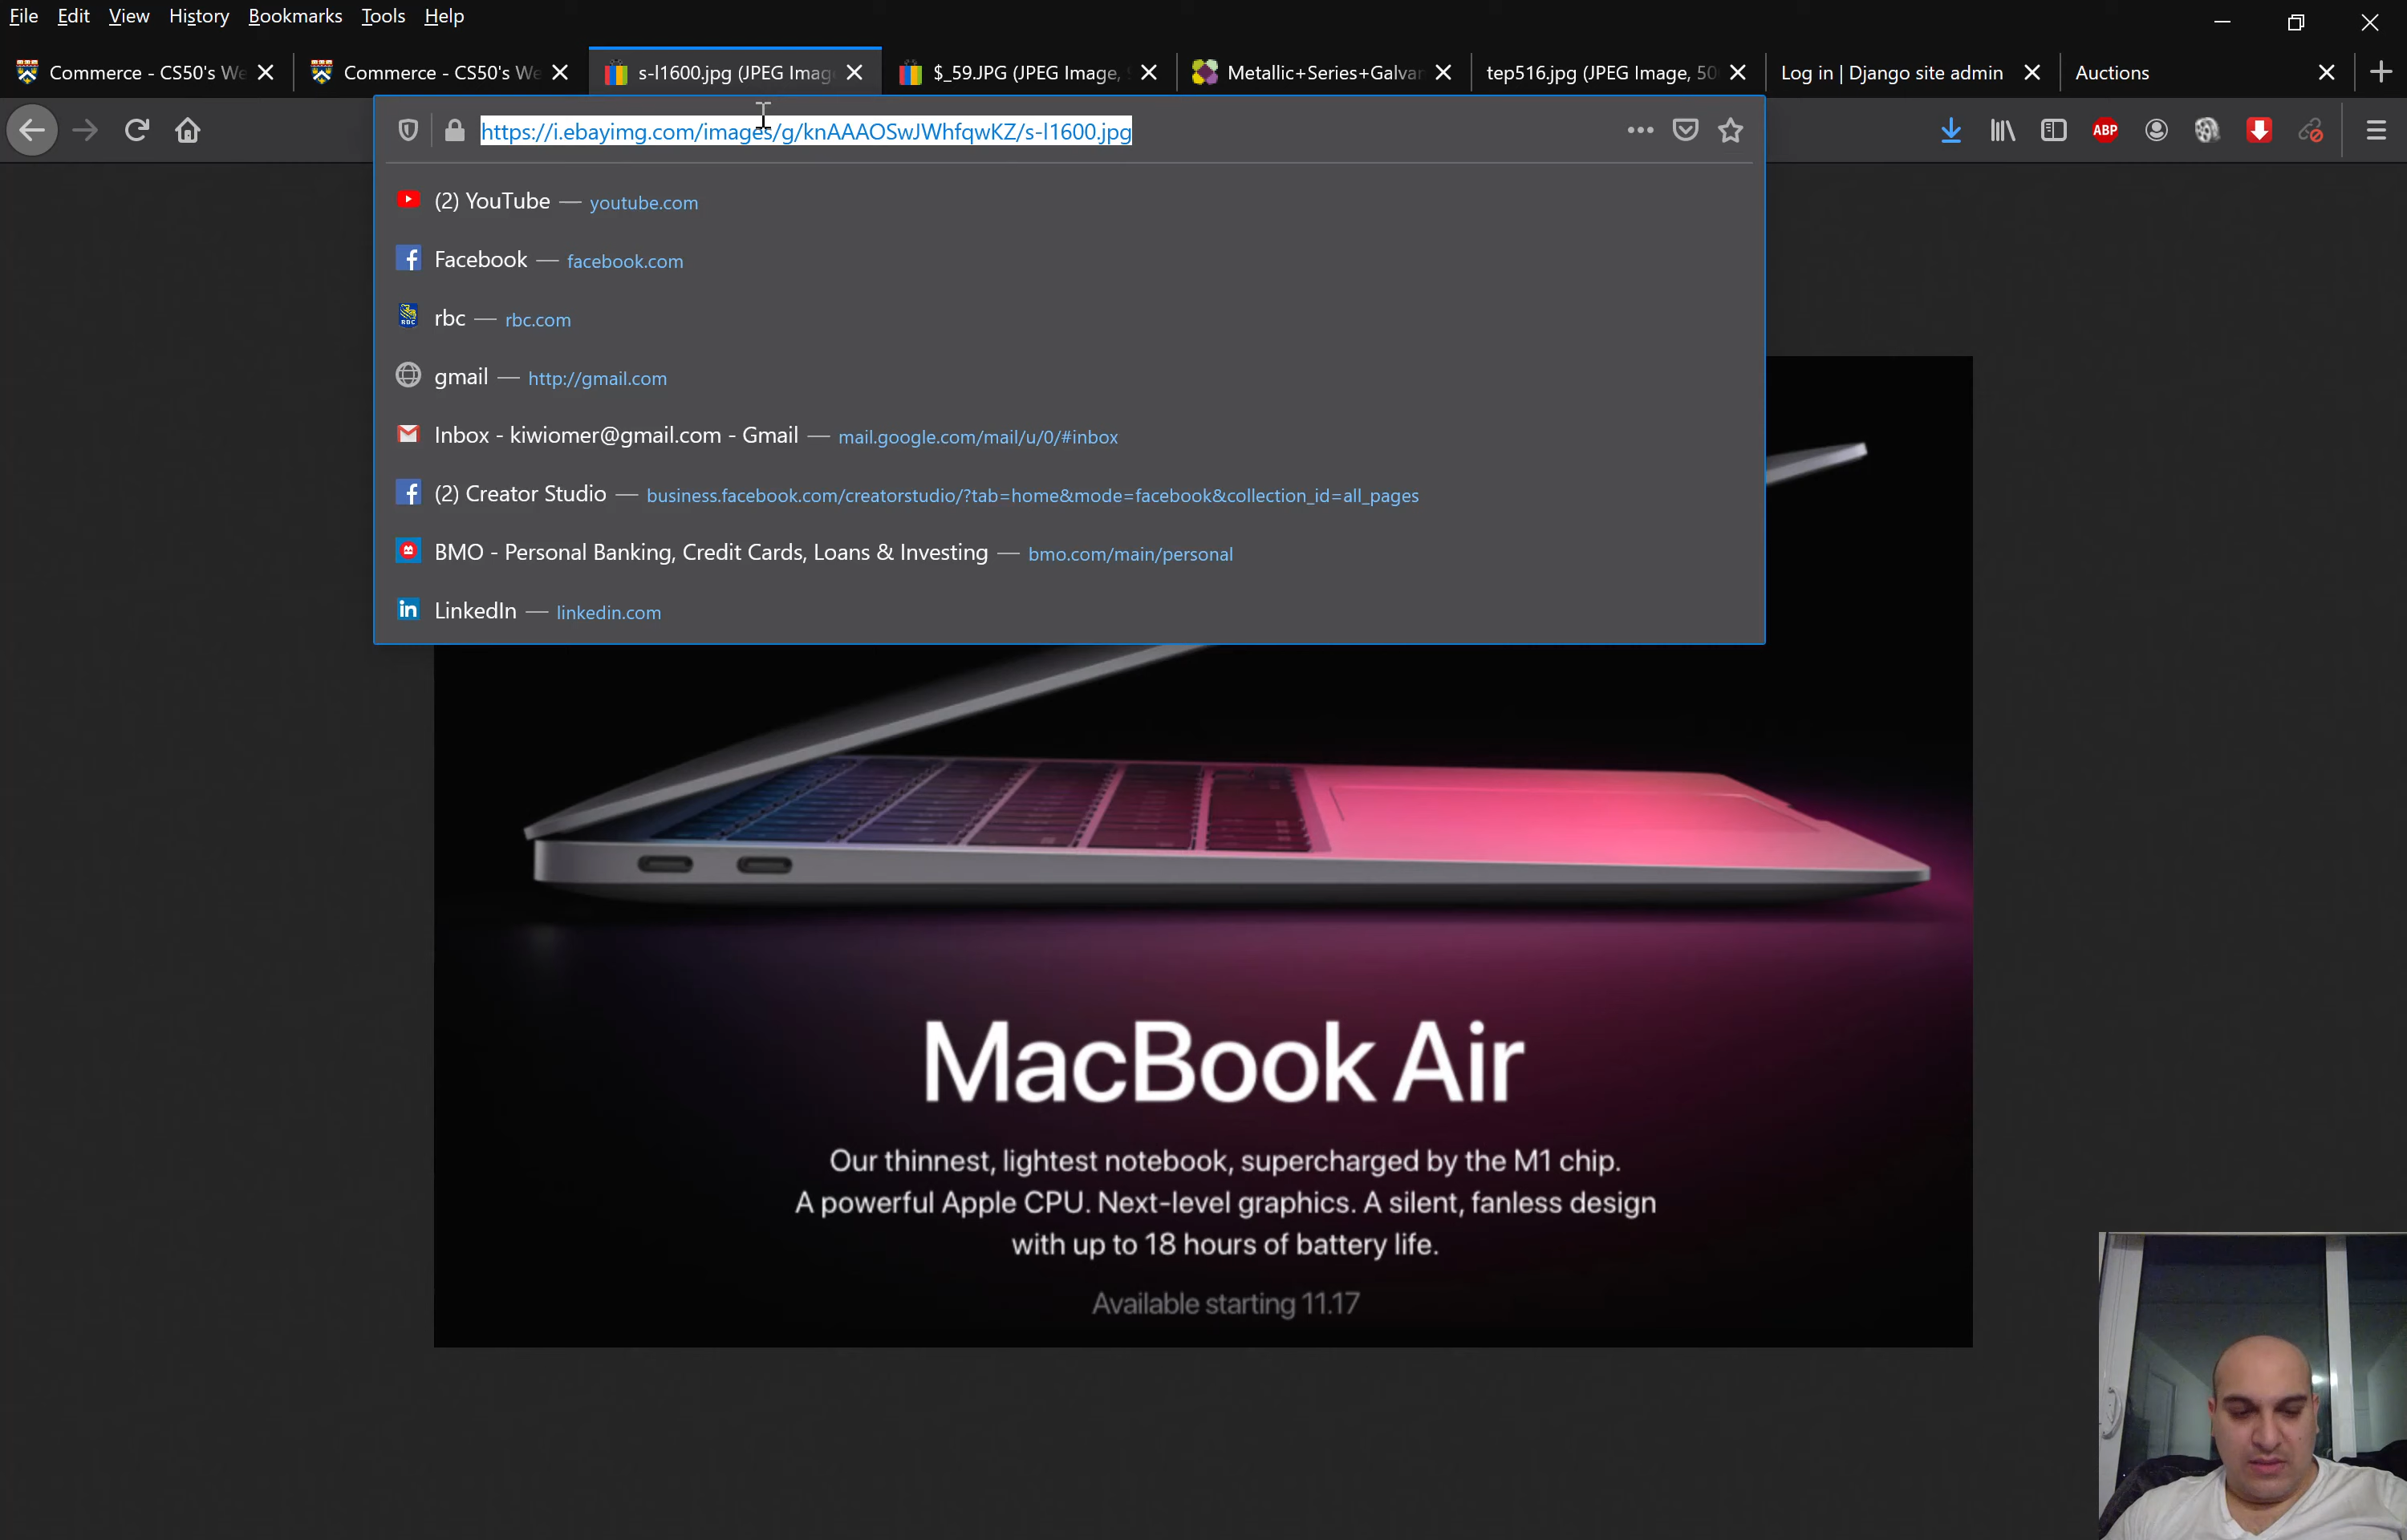 File Edit View History Bookmarks Tools Help
Commerce - CS50's We
Commerce - CS50's We
s-l1600.jpg (JPEG Imag
$_59.JPG (JPEG Image,
Metallic+Series+Galvan
tep516.jpg (JPEG Image, 50
Log in | Django site admin
Auctions
https://i.ebayimg.com/images/g/knAAAOSwJWhfqwKZ/s-l1600.jpg
ABP
(2) YouTube — youtube.com
Facebook — facebook.com
rbc — rbc.com
gmail — http://gmail.com
Inbox - kiwiomer@gmail.com - Gmail — mail.google.com/mail/u/0/#inbox
(2) Creator Studio — business.facebook.com/creatorstudio/?tab=home&mode=facebook&collection_id=all_pages
BMO - Personal Banking, Credit Cards, Loans & Investing — bmo.com/main/personal
LinkedIn — linkedin.com
MacBook Air
Our thinnest, lightest notebook, supercharged by the M1 chip.
A powerful Apple CPU. Next-level graphics. A silent, fanless design
with up to 18 hours of battery life.
Available starting 11.17